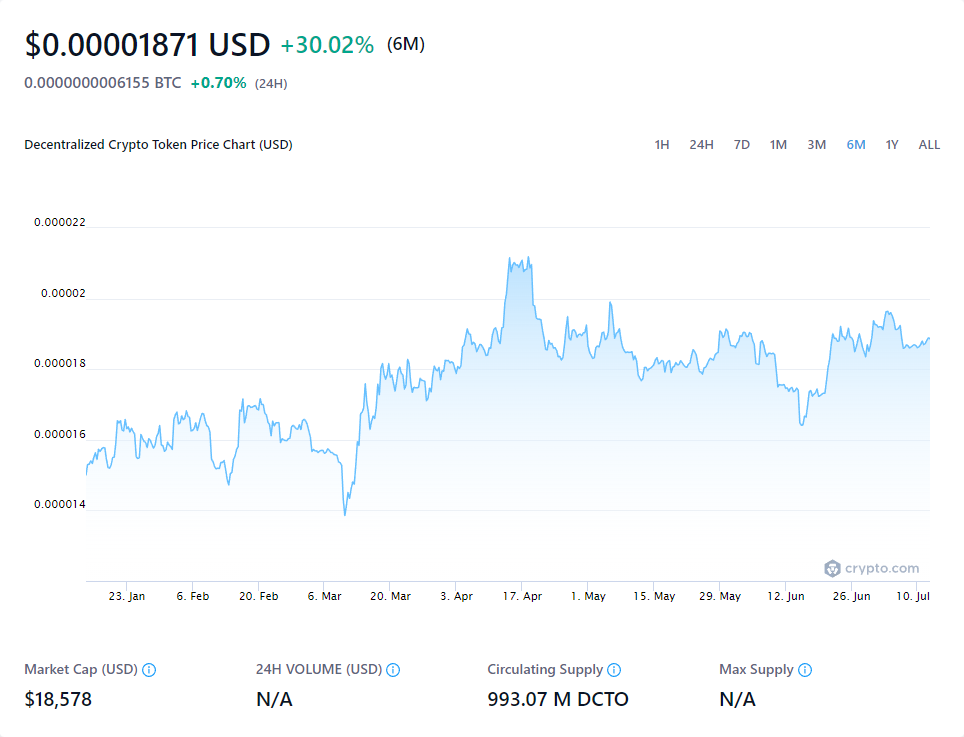 $0.00001871 USD +30.02% (6M)
0.0000000006155 BTC +0.70% (24H)
Decentralized Crypto Token Price Chart (USD) 1H 24H 7D 1M 3M 6M 1Y ALL
0.000022
0.00002
0.000018
0.000016
0.000014
crypto.com
23. Jan 6. Feb 20. Feb 6. Mar 20. Mar 3. Apr 17. Apr 1. May 15. May 29. May 12. Jun 26. Jun 10. Jul
Market Cap (USD) 24H VOLUME (USD) Circulating Supply Max Supply
$18,578 N/A 993.07 M DCTO N/A